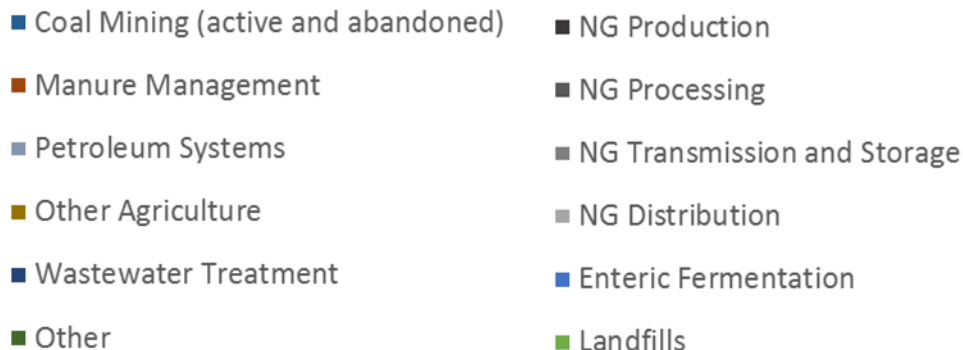 Coal Mining (active and abandoned)
Manure Management
Petroleum Systems
Other Agriculture
Wastewater Treatment
Other
NG Production
NG Processing
NG Transmission and Storage
NG Distribution
Enteric Fermentation
Landfills